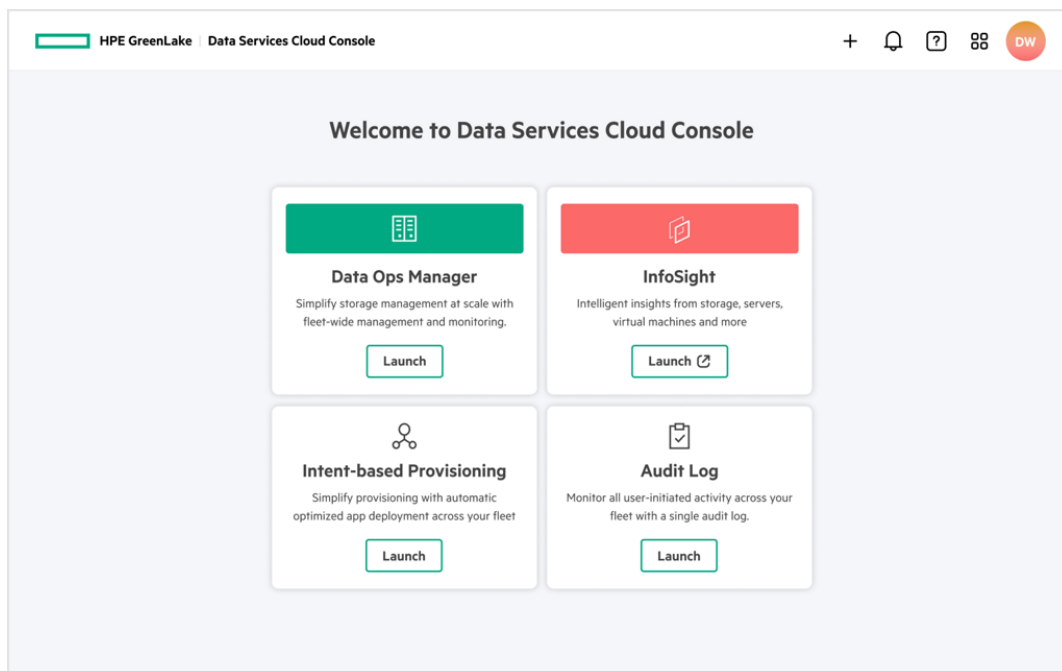 HPE GreenLake | Data Services Cloud Console
+ ? DW
Welcome to Data Services Cloud Console
Data Ops Manager
Simplify storage management at scale with
fleet-wide management and monitoring.
Launch
InfoSight
Intelligent insights from storage, servers,
virtual machines and more
Launch
Intent-based Provisioning
Simplify provisioning with automatic
optimized app deployment across your fleet
Launch
Audit Log
Monitor all user-initiated activity across your
fleet with a single audit log.
Launch